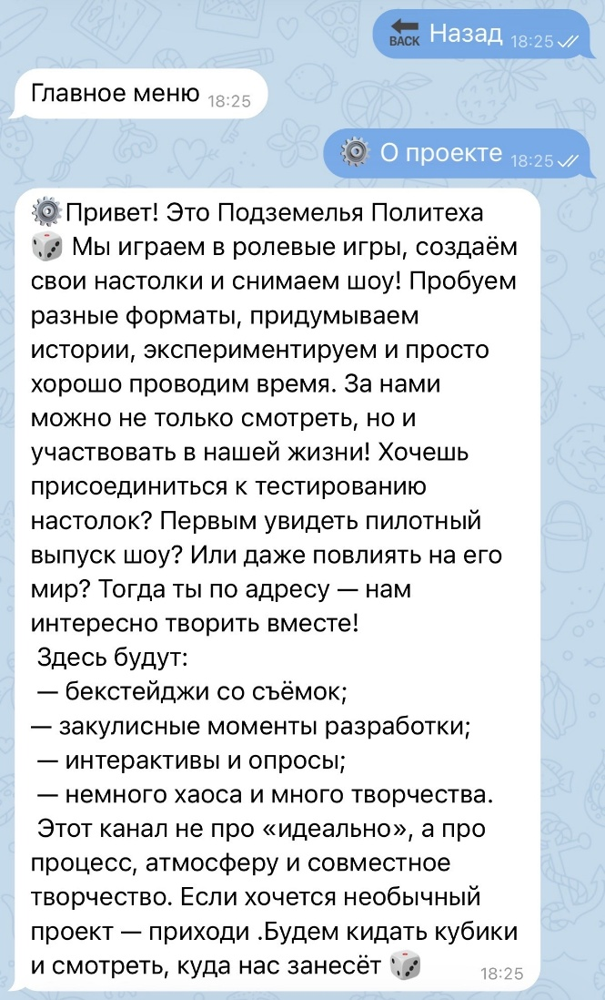 🔙 Назад 18:25
Главное меню 18:25
⚙️ О проекте 18:25
⚙️Привет! Это Подземелья Политеха
🎲 Мы играем в ролевые игры, создаём
свои настолки и снимаем шоу! Пробуем
разные форматы, придумываем
истории, экспериментируем и просто
хорошо проводим время. За нами
можно не только смотреть, но и
участвовать в нашей жизни! Хочешь
присоединиться к тестированию
настолок? Первым увидеть пилотный
выпуск шоу? Или даже повлиять на его
мир? Тогда ты по адресу — нам
интересно творить вместе!
Здесь будут:
— бекстейджи со съёмок;
— закулисные моменты разработки;
— интерактивы и опросы;
— немного хаоса и много творчества.
Этот канал не про «идеально», а про
процесс, атмосферу и совместное
творчество. Если хочется необычный
проект — приходи .Будем кидать кубики
и смотреть, куда нас занесёт 🎲 18:25